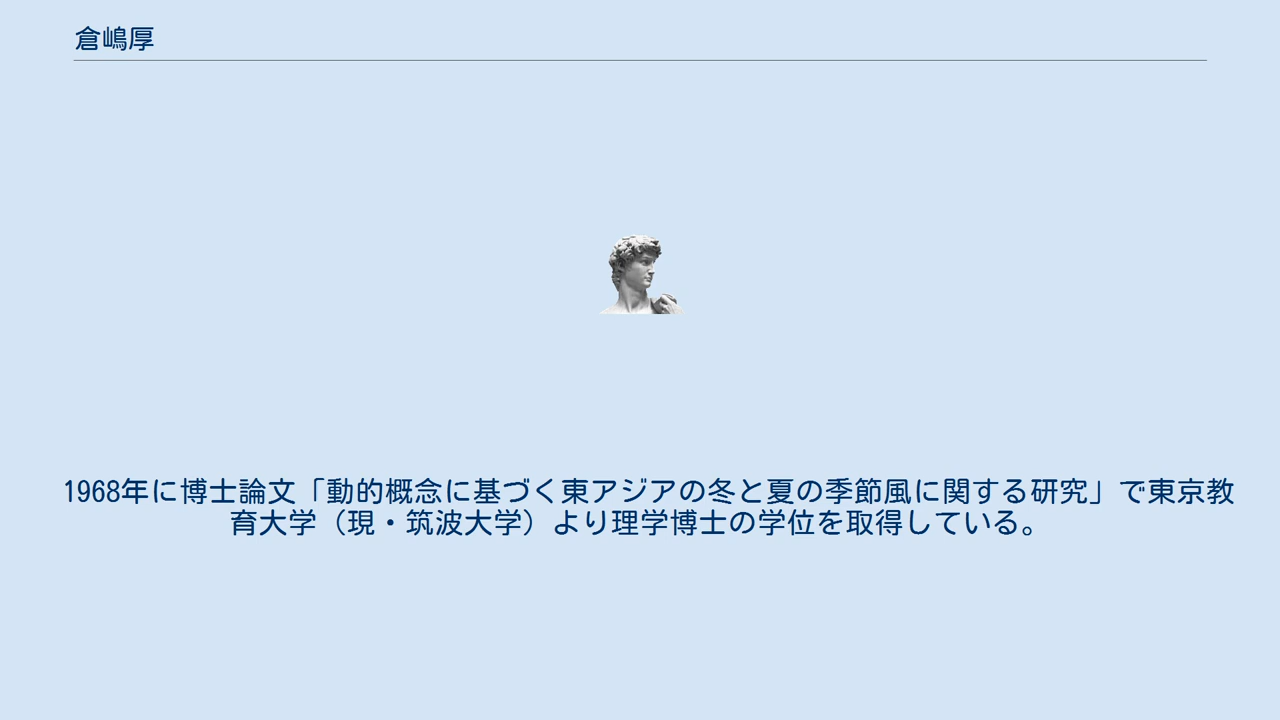 倉嶋厚
1968年に博士論文「動的概念に基づく東アジアの冬と夏の季節風に関する研究」で東京教
育大学（現・筑波大学）より理学博士の学位を取得している。